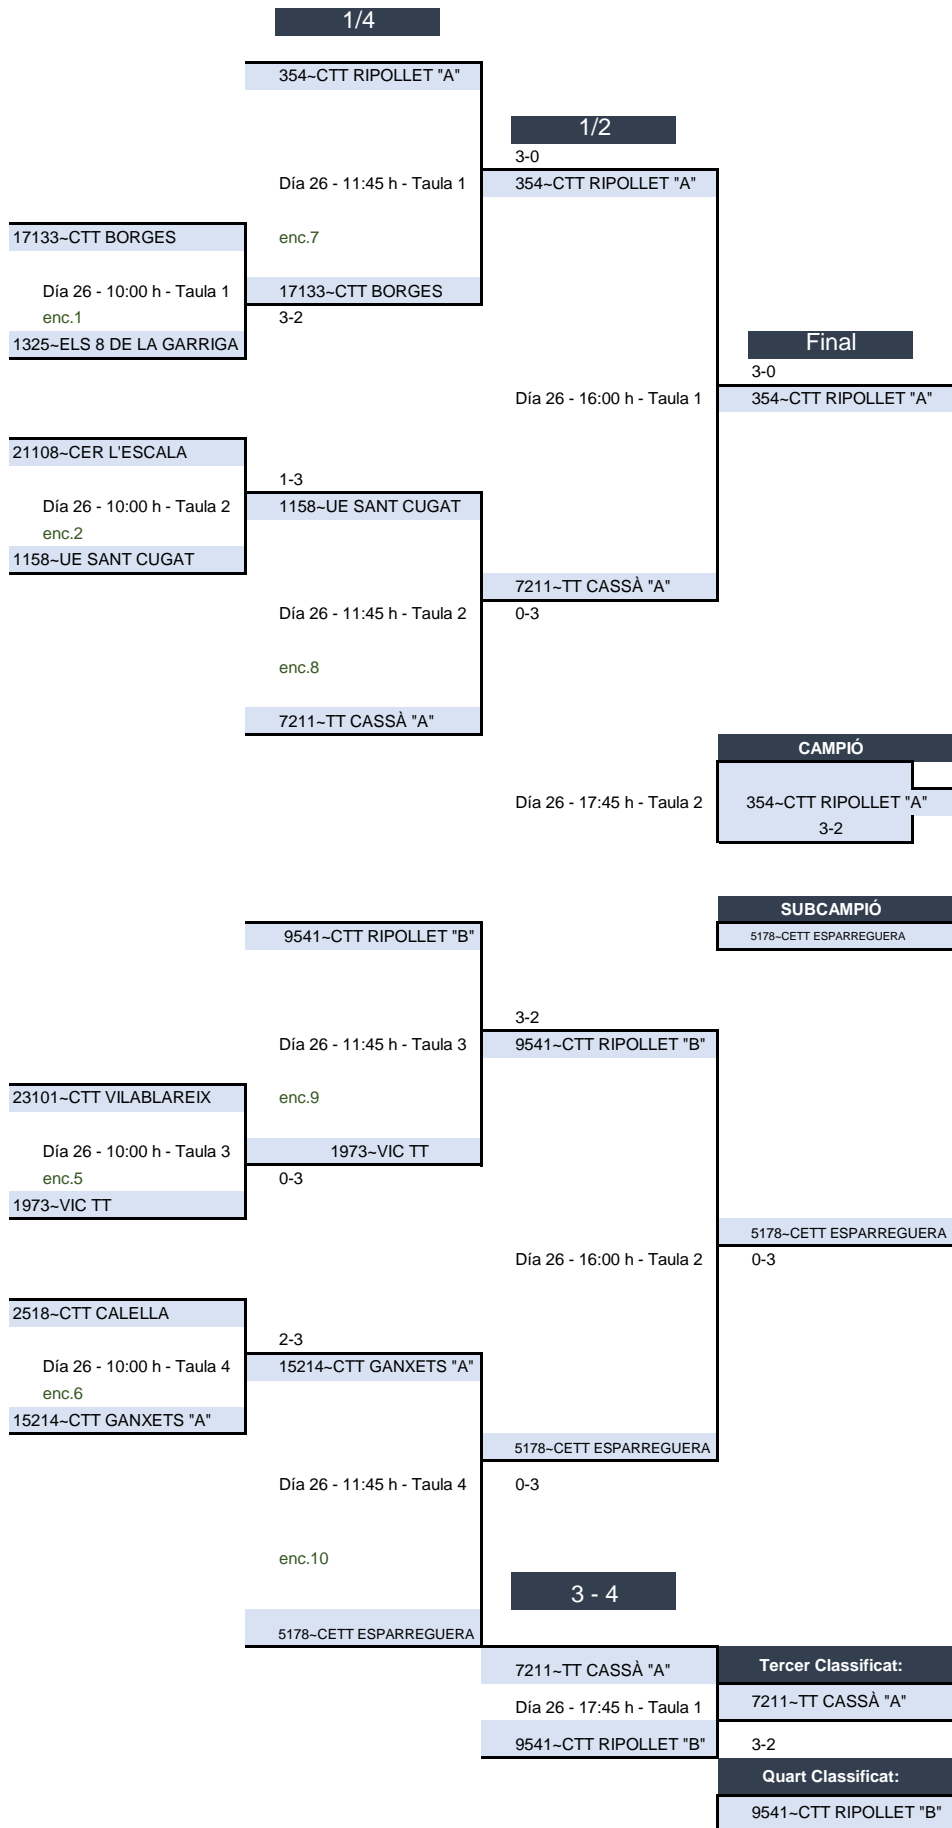 1/4
354~CTT RIPOLLET "A"
1/2
3-0
Día 26 - 11:45 h - Taula 1
354~CTT RIPOLLET "A"
17133~CTT BORGES
enc.7
Día 26 - 10:00 h - Taula 1
17133~CTT BORGES
enc.1
3-2
1325~ELS 8 DE LA GARRIGA
Final
3-0
Día 26 - 16:00 h - Taula 1
354~CTT RIPOLLET "A"
21108~CER L'ESCALA
1-3
Día 26 - 10:00 h - Taula 2
1158~UE SANT CUGAT
enc.2
1158~UE SANT CUGAT
7211~TT CASSÀ "A"
Día 26 - 11:45 h - Taula 2
0-3
enc.8
7211~TT CASSÀ "A"
CAMPIÓ
Día 26 - 17:45 h - Taula 2
354~CTT RIPOLLET "A"
3-2
SUBCAMPIÓ
9541~CTT RIPOLLET "B"
5178~CETT ESPARREGUERA
3-2
Día 26 - 11:45 h - Taula 3
9541~CTT RIPOLLET "B"
23101~CTT VILABLAREIX
enc.9
Día 26 - 10:00 h - Taula 3
1973~VIC TT
enc.5
0-3
1973~VIC TT
5178~CETT ESPARREGUERA
Día 26 - 16:00 h - Taula 2
0-3
2518~CTT CALELLA
2-3
Día 26 - 10:00 h - Taula 4
15214~CTT GANXETS "A"
enc.6
15214~CTT GANXETS "A"
5178~CETT ESPARREGUERA
Día 26 - 11:45 h - Taula 4
0-3
enc.10
3 - 4
5178~CETT ESPARREGUERA
7211~TT CASSÀ "A"
Tercer Classificat:
Día 26 - 17:45 h - Taula 1
7211~TT CASSÀ "A"
9541~CTT RIPOLLET "B"
3-2
Quart Classificat:
9541~CTT RIPOLLET "B"